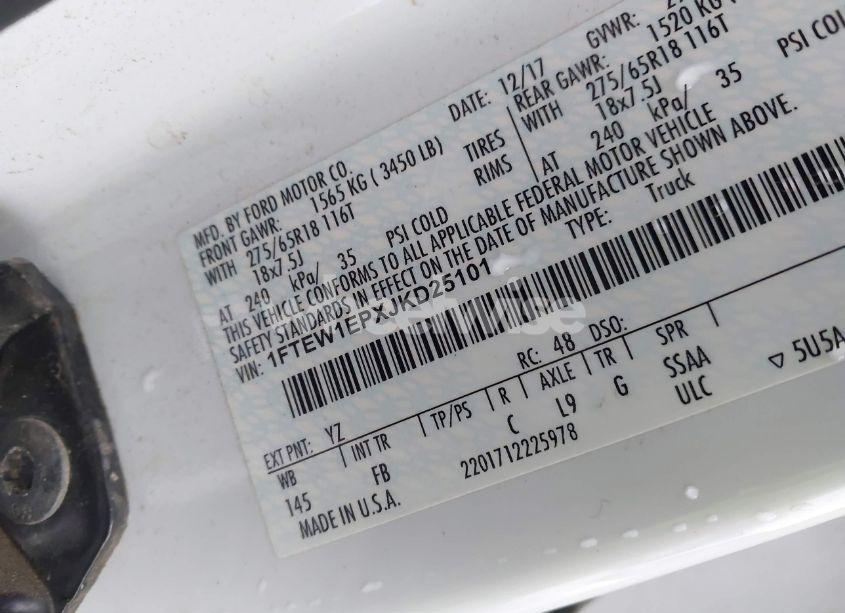 MFD. BY FORD MOTOR CO.
DATE: 12/17
GVWR:
FRONT GAWR: 1565 KG ( 3450 LB)
REAR GAWR: 1520 KG
WITH 275/65R18 116T TIRES
WITH 275/65R18 116T
18x7.5J RIMS
18x7.5J
AT 240 kPa/ 35 PSI COLD
AT 240 kPa/ 35 PSI COL
THIS VEHICLE CONFORMS TO ALL APPLICABLE FEDERAL MOTOR VEHICLE
SAFETY STANDARDS IN EFFECT ON THE DATE OF MANUFACTURE SHOWN ABOVE.
VIN: 1FTEW1EPXJKD25101
TYPE: Truck
EXT PNT: YZ
RC: 48 DSO:
WB INT TR TP/PS R AXLE TR SPR
145 FB C L9 G SSAA
ULC
▽ 5U5A
MADE IN U.S.A.
2201712225978